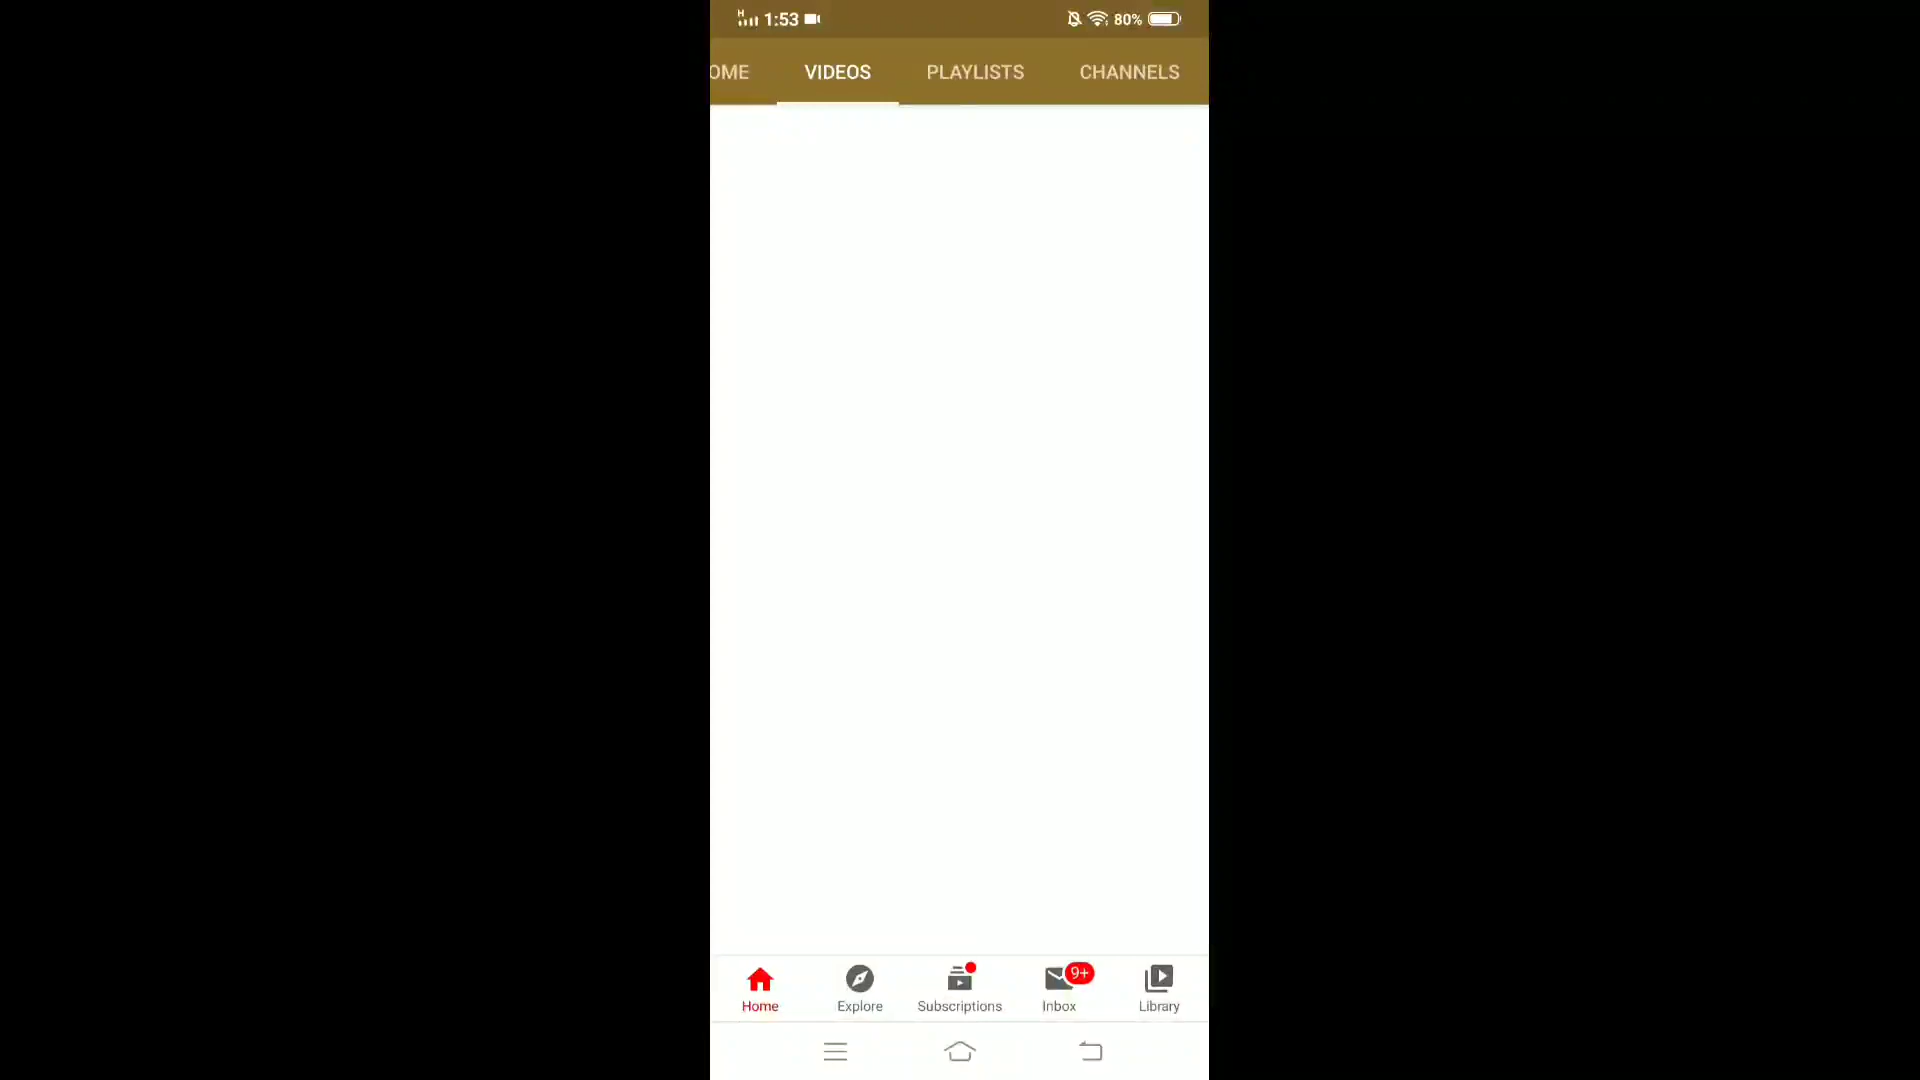 H 1:53 80%
OME VIDEOS PLAYLISTS CHANNELS
9+
Home Explore Subscriptions Inbox Library